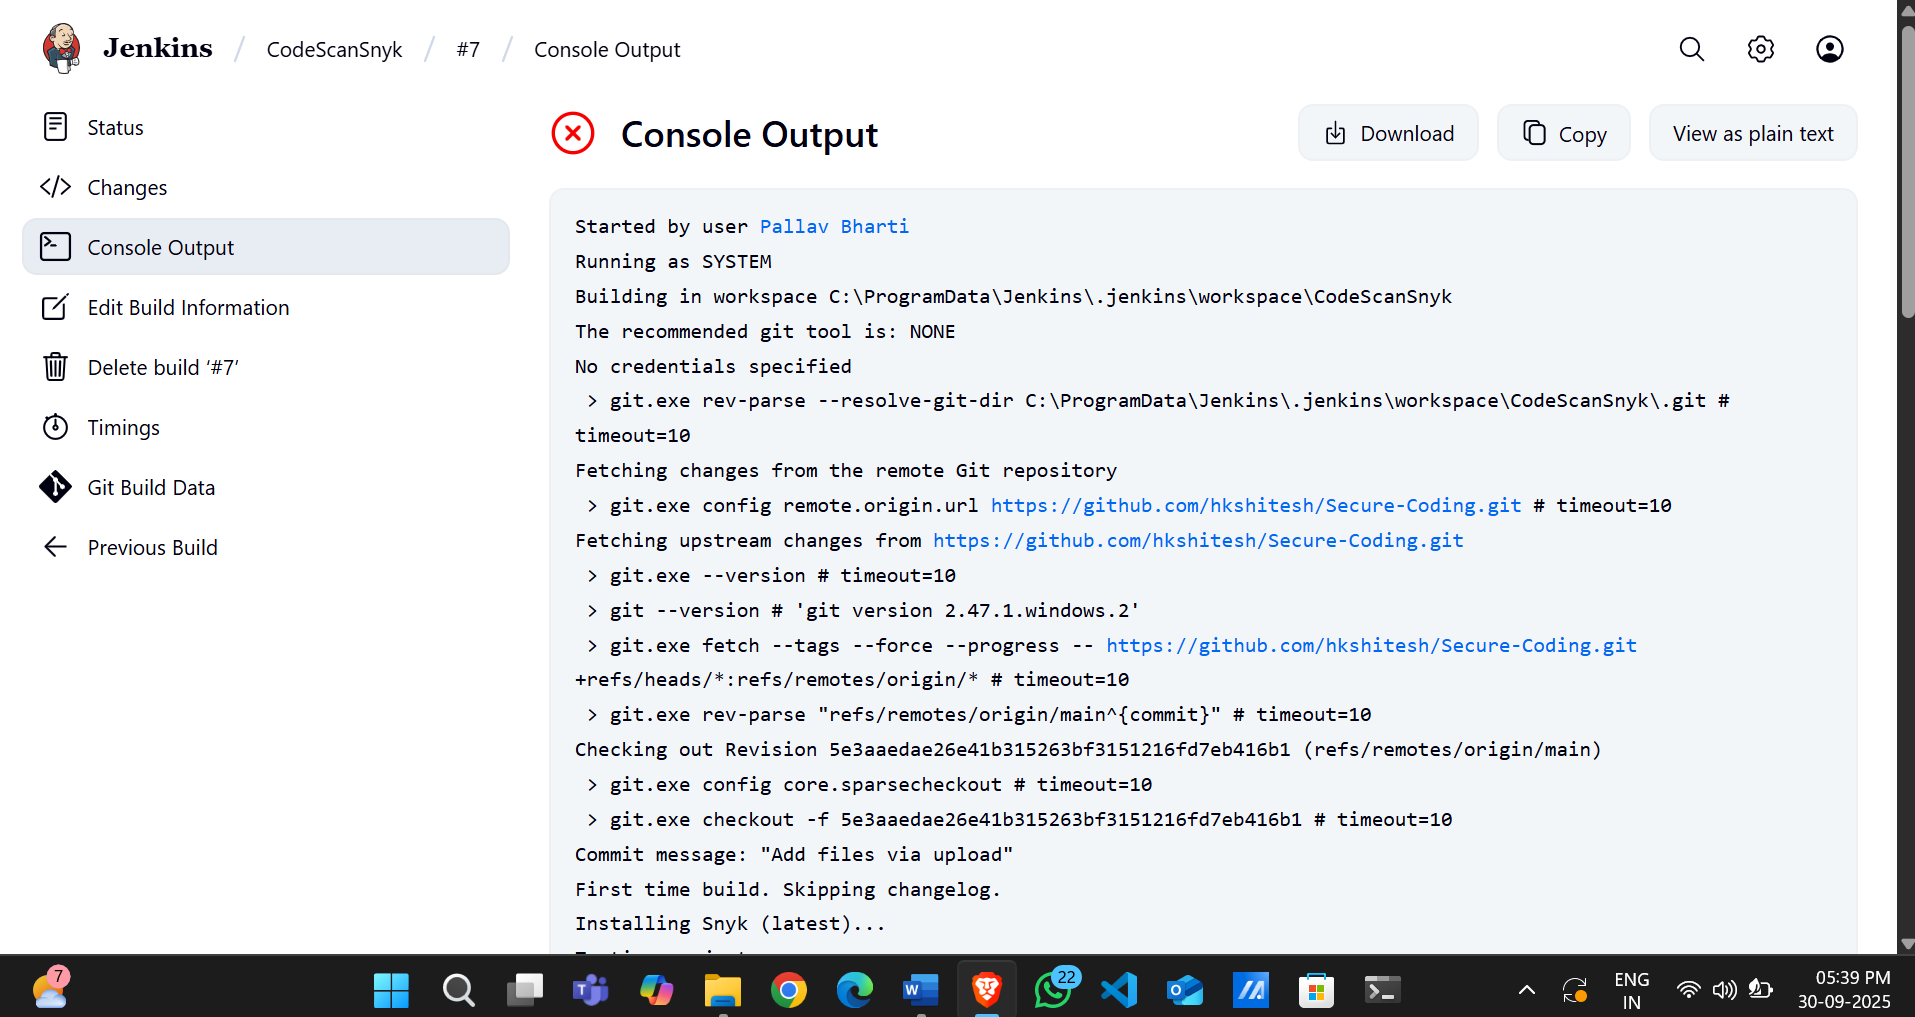 Jenkins / CodeScanSnyk / #7 / Console Output
Status
Changes
Console Output
Edit Build Information
Delete build ‘#7’
Timings
Git Build Data
Previous Build
Console Output
Download
Copy
View as plain text
Started by user Pallav Bharti
Running as SYSTEM
Building in workspace C:\ProgramData\Jenkins\.jenkins\workspace\CodeScanSnyk
The recommended git tool is: NONE
No credentials specified
> git.exe rev-parse --resolve-git-dir C:\ProgramData\Jenkins\.jenkins\workspace\CodeScanSnyk\.git #
timeout=10
Fetching changes from the remote Git repository
> git.exe config remote.origin.url https://github.com/hkshitesh/Secure-Coding.git # timeout=10
Fetching upstream changes from https://github.com/hkshitesh/Secure-Coding.git
> git.exe --version # timeout=10
> git --version # 'git version 2.47.1.windows.2'
> git.exe fetch --tags --force --progress -- https://github.com/hkshitesh/Secure-Coding.git
+refs/heads/*:refs/remotes/origin/* # timeout=10
> git.exe rev-parse "refs/remotes/origin/main^{commit}" # timeout=10
Checking out Revision 5e3aaedae26e41b315263bf3151216fd7eb416b1 (refs/remotes/origin/main)
> git.exe config core.sparsecheckout # timeout=10
> git.exe checkout -f 5e3aaedae26e41b315263bf3151216fd7eb416b1 # timeout=10
Commit message: "Add files via upload"
First time build. Skipping changelog.
Installing Snyk (latest)...
7
22
ENG
IN
05:39 PM
30-09-2025